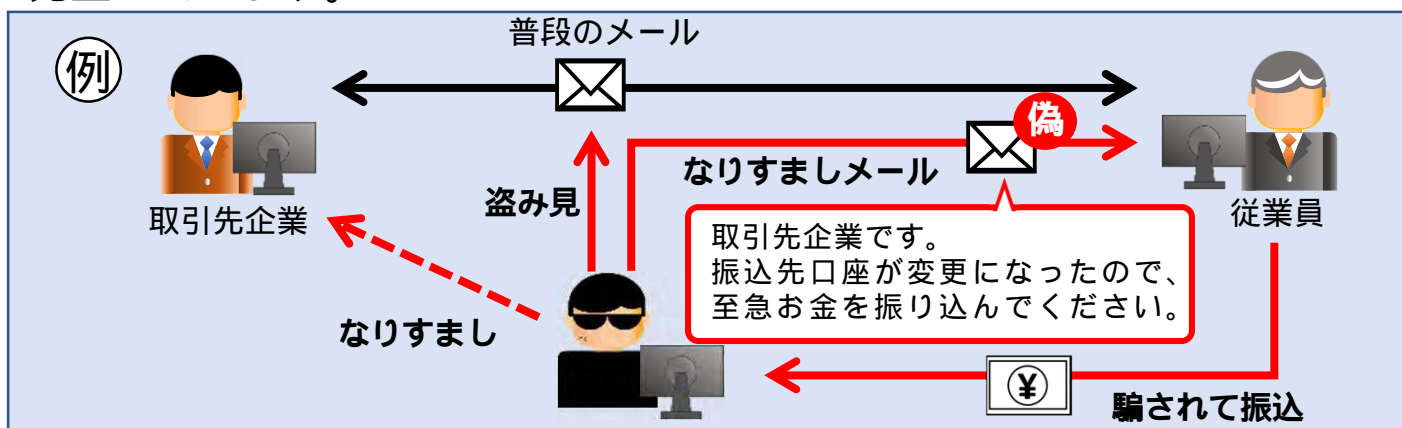 普段のメール
例
偽
なりすましメール
盗み見
取引先企業
従業員
取引先企業です。
振込先口座が変更になったので、
至急お金を振り込んでください。
なりすまし
¥
騙されて振込